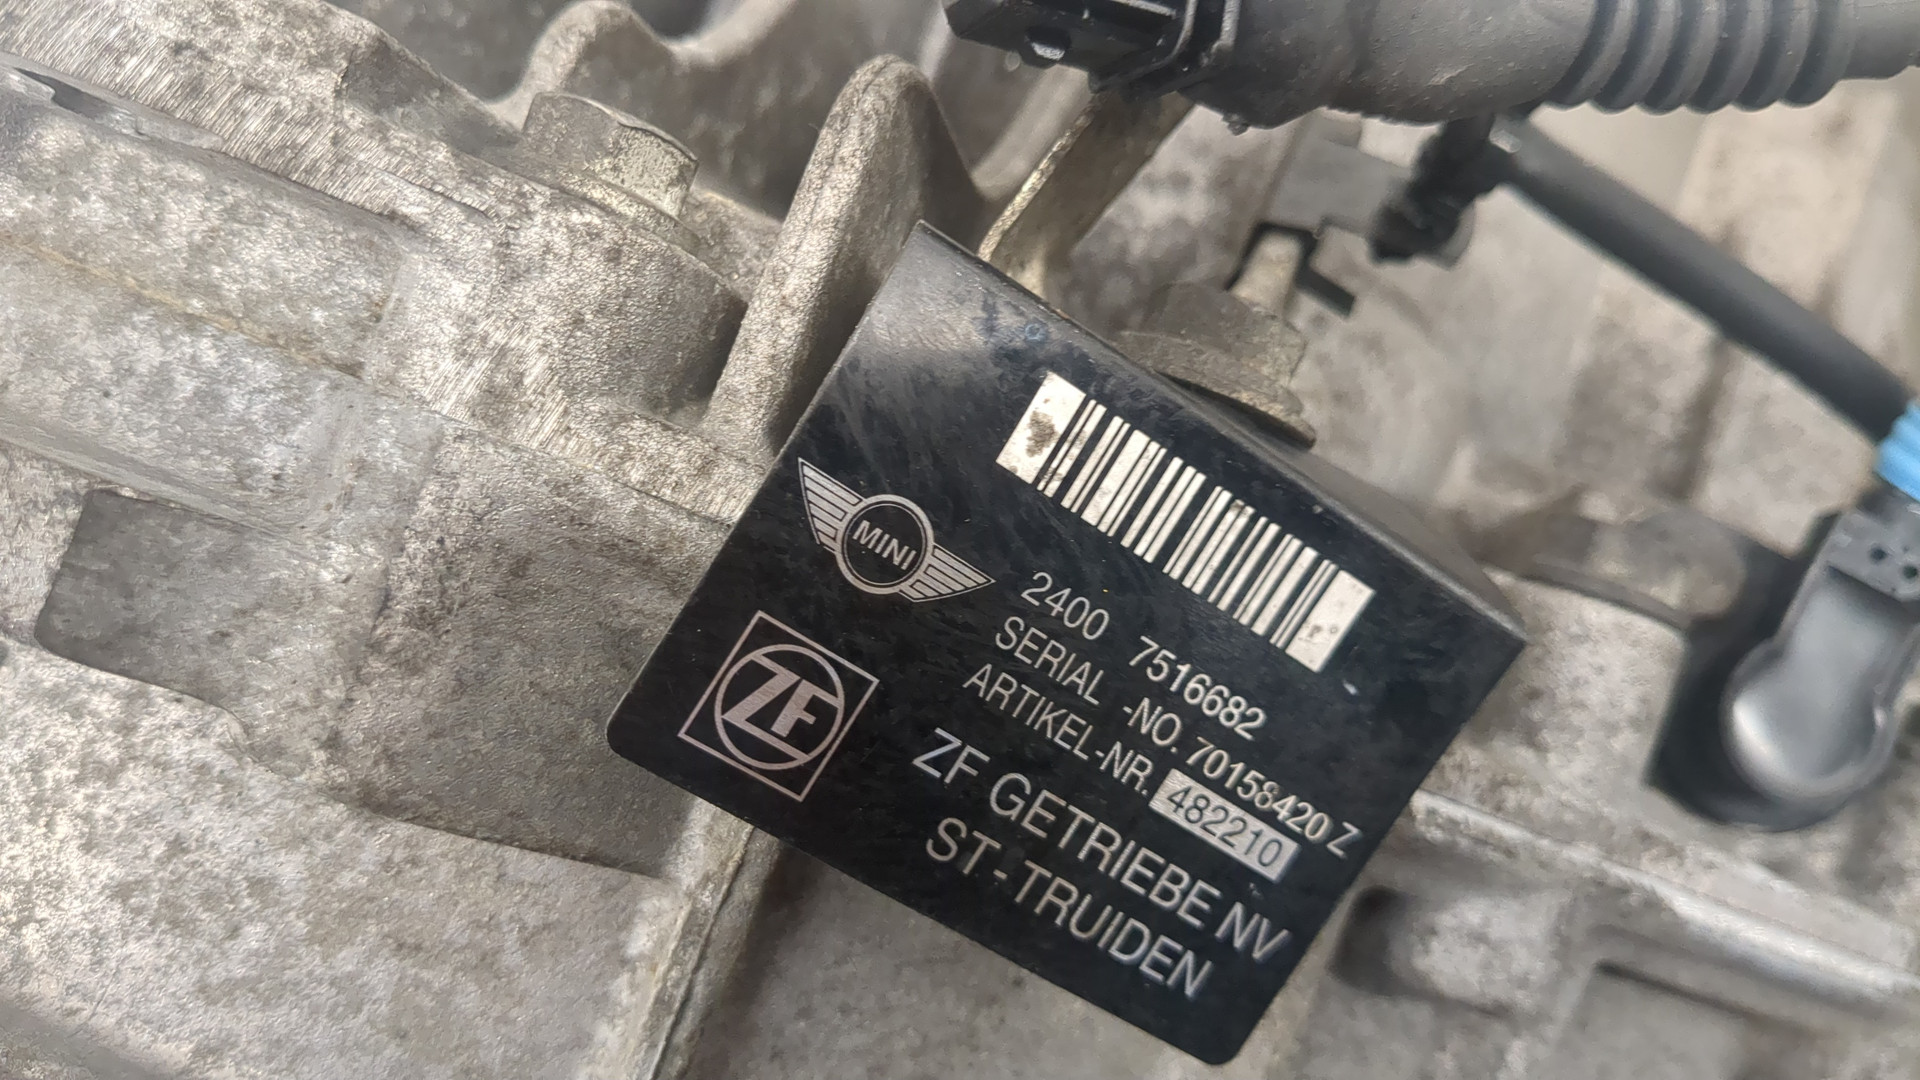 MINI
2400 7516682
SERIAL -NO. 70158420 Z
ARTIKEL-NR. 482210
ZF
ZF GETRIEBE NV
ST-TRUIDEN